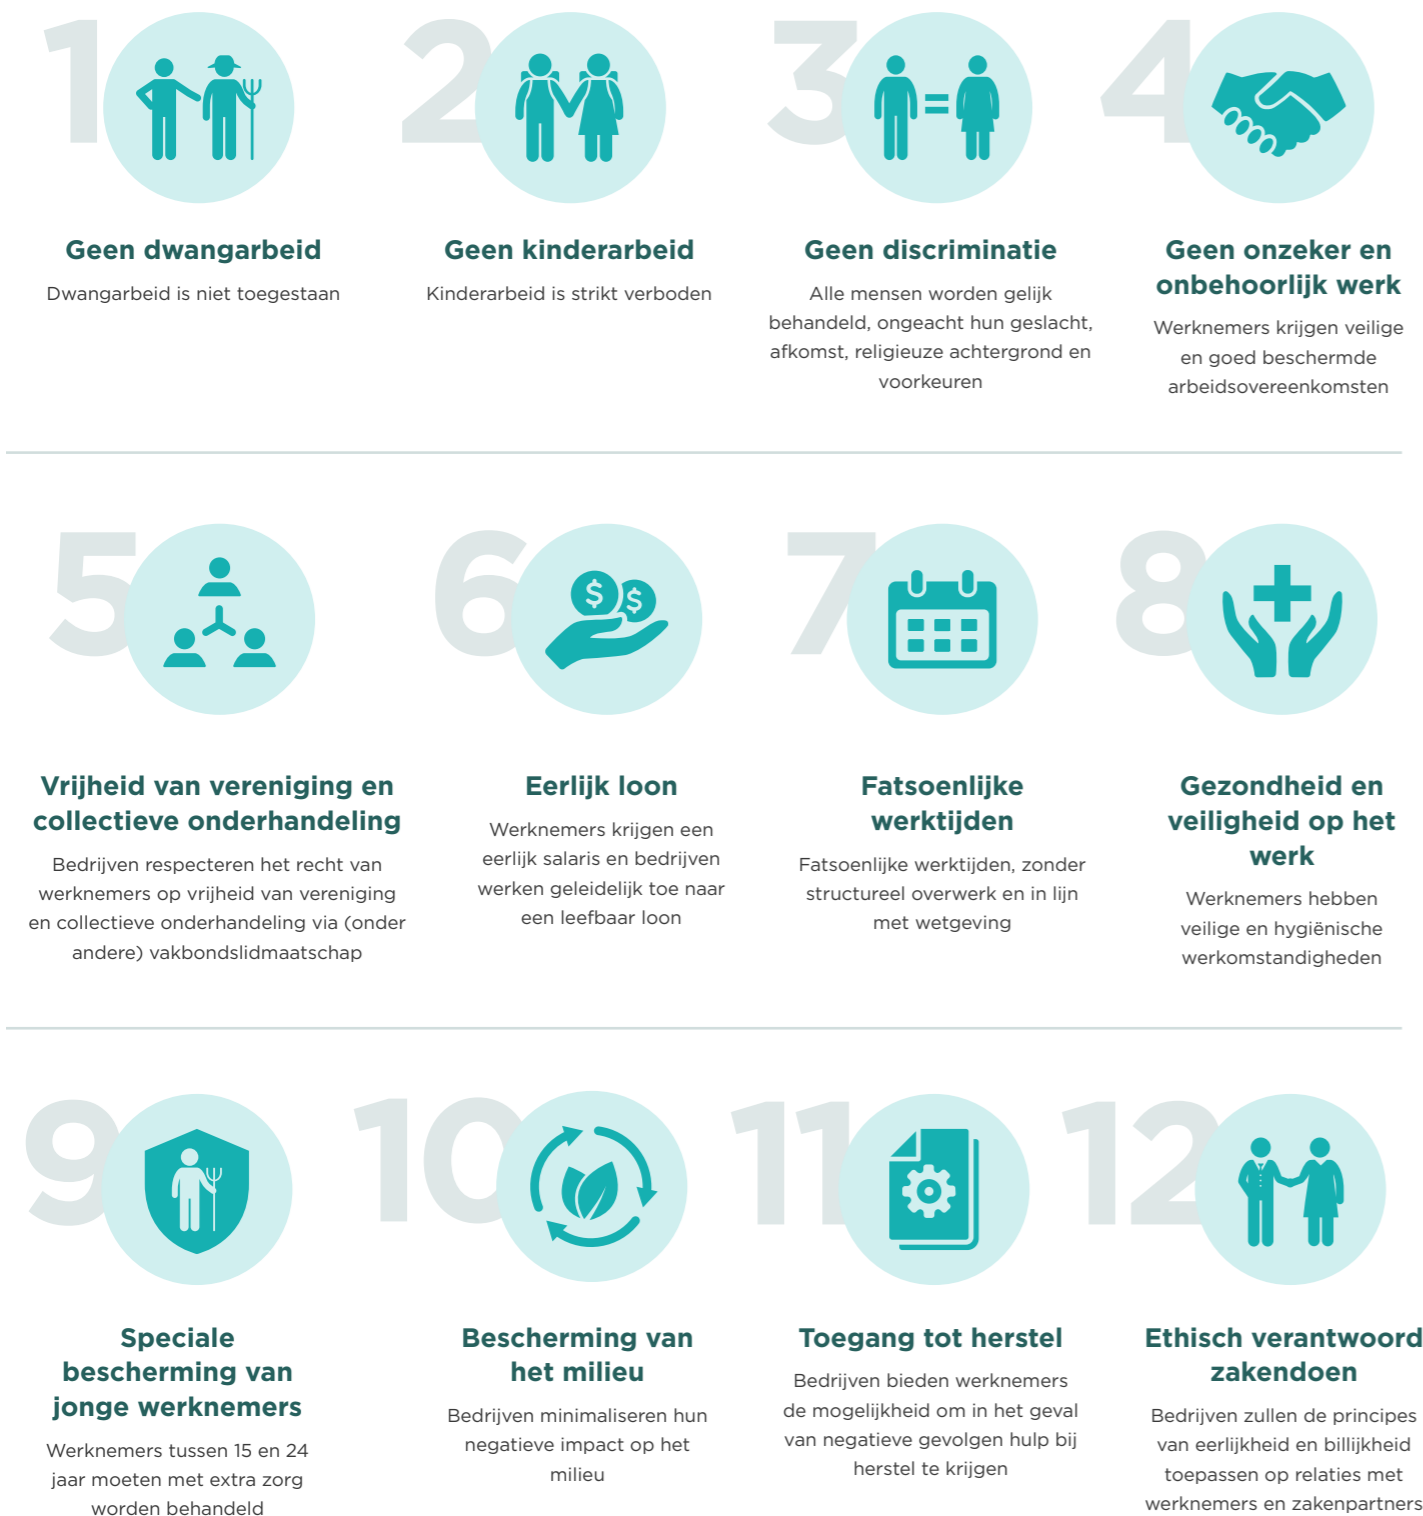 1
Geen dwangarbeid
Dwangarbeid is niet toegestaan
2
Geen kinderarbeid
Kinderarbeid is strikt verboden
3
Geen discriminatie
Alle mensen worden gelijk
behandeld, ongeacht hun geslacht,
afkomst, religieuze achtergrond en
voorkeuren
4
Geen onzeker en
onbehoorlijk werk
Werknemers krijgen veilige
en goed beschermde
arbeidsovereenkomsten
5
Vrijheid van vereniging en
collectieve onderhandeling
Bedrijven respecteren het recht van
werknemers op vrijheid van vereniging
en collectieve onderhandeling via (onder
andere) vakbondslidmaatschap
6
$ $
Eerlijk loon
Werknemers krijgen een
eerlijk salaris en bedrijven
werken geleidelijk toe naar
een leefbaar loon
7
Fatsoenlijke
werktijden
Fatsoenlijke werktijden, zonder
structureel overwerk en in lijn
met wetgeving
8
Gezondheid en
veiligheid op het
werk
Werknemers hebben
veilige en hygiënische
werkomstandigheden
9
Speciale
bescherming van
jonge werknemers
Werknemers tussen 15 en 24
jaar moeten met extra zorg
worden behandeld
10
Bescherming van
het milieu
Bedrijven minimaliseren hun
negatieve impact op het
milieu
11
Toegang tot herstel
Bedrijven bieden werknemers
de mogelijkheid om in het geval
van negatieve gevolgen hulp bij
herstel te krijgen
12
Ethisch verantwoord
zakendoen
Bedrijven zullen de principes
van eerlijkheid en billijkheid
toepassen op relaties met
werknemers en zakenpartners